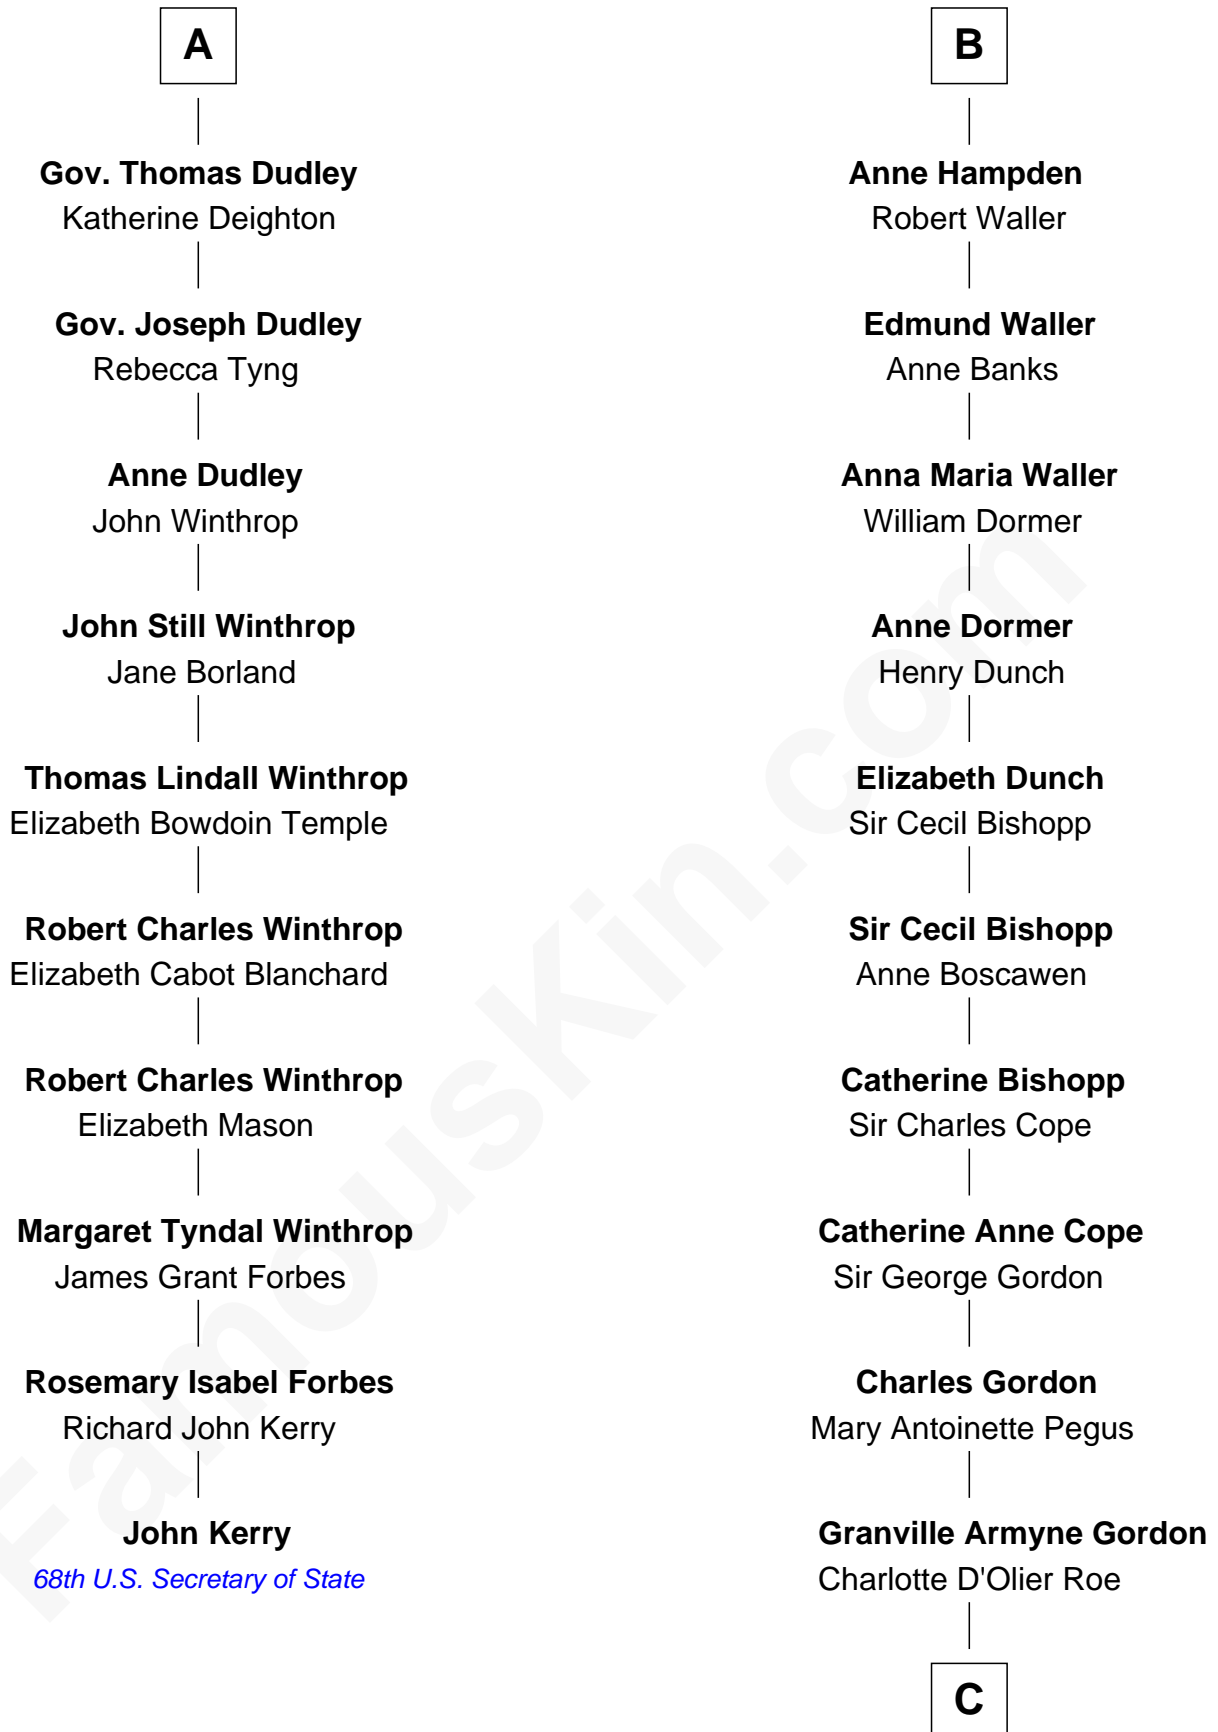 A
Gov. Thomas Dudley
Katherine Deighton
Gov. Joseph Dudley
Rebecca Tyng
Anne Dudley
John Winthrop
John Still Winthrop
Jane Borland
Thomas Lindall Winthrop
Elizabeth Bowdoin Temple
Robert Charles Winthrop
Elizabeth Cabot Blanchard
Robert Charles Winthrop
Elizabeth Mason
Margaret Tyndal Winthrop
James Grant Forbes
Rosemary Isabel Forbes
Richard John Kerry
John Kerry
68th U.S. Secretary of State
B
Anne Hampden
Robert Waller
Edmund Waller
Anne Banks
Anna Maria Waller
William Dormer
Anne Dormer
Henry Dunch
Elizabeth Dunch
Sir Cecil Bishopp
Sir Cecil Bishopp
Anne Boscawen
Catherine Bishopp
Sir Charles Cope
Catherine Anne Cope
Sir George Gordon
Charles Gordon
Mary Antoinette Pegus
Granville Armyne Gordon
Charlotte D'Olier Roe
C
FamousKin.com